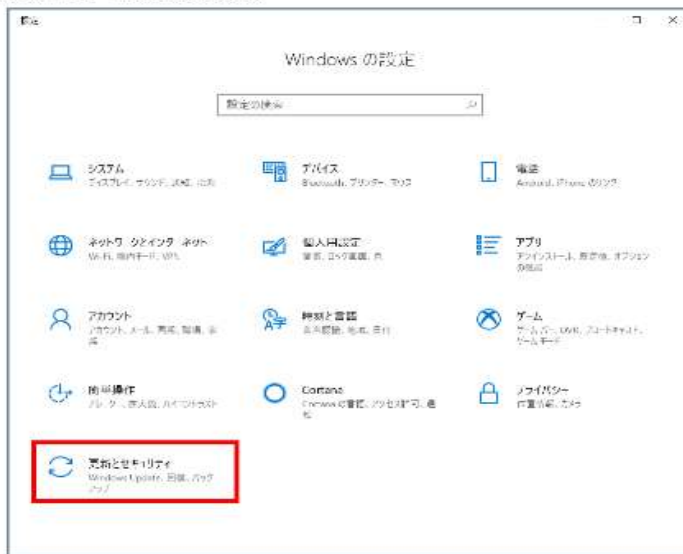 設定
Windows の設定
設定の検索
システム
ディスプレイ、サウンド、通知、電源
デバイス
Bluetooth、プリンター、マウス
電話
Android, iPhone のリンク
ネットワークとインターネット
Wi-Fi、機内モード、VPN
個人用設定
背景、ロック画面、色
アプリ
アンインストール、既定値、オプション
の機能
アカウント
アカウント、メール、同期、職場、
時刻と言語
音声認識、地域、日付
ゲーム
ゲーム バー、DVR、ブロードキャスト、
ゲーム モード
簡単操作
ナレーター、拡大鏡、ハイコントラスト
Cortana
Cortana の言語、アクセス許可、通
知
プライバシー
位置情報、カメラ
更新とセキュリティ
Windows Update、回復、バック
アップ